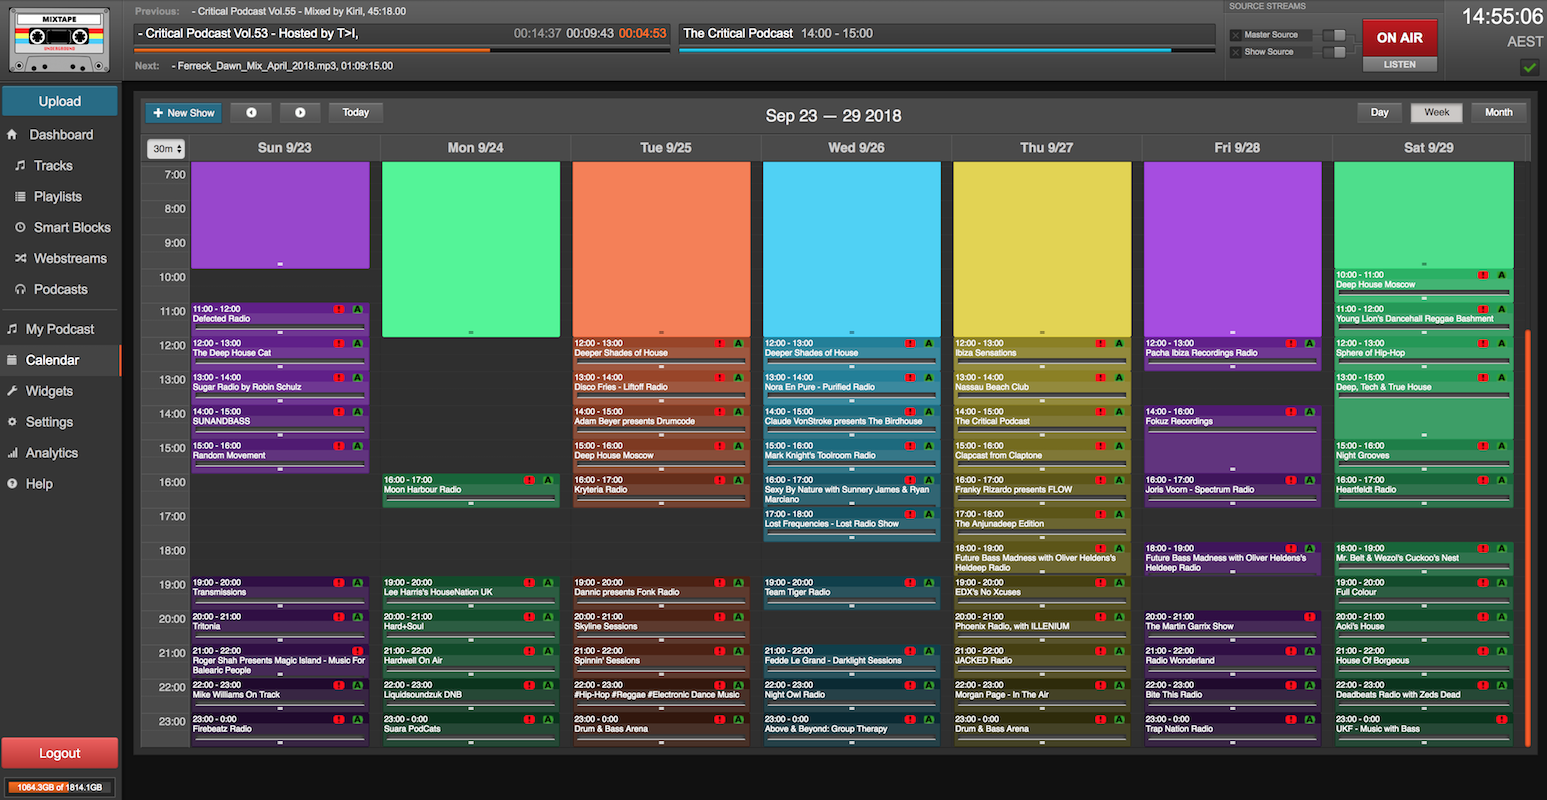 MIXTAPE
UNDERGROUND
Previous: - Critical Podcast Vol.55 - Mixed by Kiril, 45:18.00
- Critical Podcast Vol.53 - Hosted by T>I, 00:14:37 00:09:43 00:04:53
Next: - Ferreck_Dawn_Mix_April_2018.mp3, 01:09:15.00
The Critical Podcast 14:00 - 15:00
SOURCE STREAMS
Master Source
Show Source
ON AIR
LISTEN
14:55:06
AEST
Upload
Dashboard
Tracks
Playlists
Smart Blocks
Webstreams
Podcasts
My Podcast
Calendar
Widgets
Settings
Analytics
Help
Logout
1064.3GB of 1814.1GB
+ New Show
Today
Sep 23 — 29 2018
Day
Week
Month
30m
Sun 9/23
Mon 9/24
Tue 9/25
Wed 9/26
Thu 9/27
Fri 9/28
Sat 9/29
7:00
8:00
9:00
10:00
11:00
12:00
13:00
14:00
15:00
16:00
17:00
18:00
19:00
20:00
21:00
22:00
23:00
11:00 - 12:00 ! A
Defected Radio
12:00 - 13:00 ! A
The Deep House Cat
13:00 - 14:00 ! A
Sugar Radio by Robin Schulz
14:00 - 15:00 ! A
SUNANDBASS
15:00 - 16:00 ! A
Random Movement
19:00 - 20:00 ! A
Transmissions
20:00 - 21:00 ! A
Tritonia
21:00 - 22:00 !
Roger Shah Presents Magic Island - Music For
Balearic People
22:00 - 23:00 ! A
Mike Williams On Track
23:00 - 0:00 ! A
Firebeatz Radio
16:00 - 17:00 ! A
Moon Harbour Radio
19:00 - 20:00 ! A
Lee Harris's HouseNation UK
20:00 - 21:00 ! A
Hard+Soul
21:00 - 22:00 ! A
Hardwell On Air
22:00 - 23:00 ! A
Liquidsoundzuk DNB
23:00 - 0:00 ! A
Suara PodCats
12:00 - 13:00 ! A
Deeper Shades of House
13:00 - 14:00 ! A
Disco Fries - Liftoff Radio
14:00 - 15:00 ! A
Adam Beyer presents Drumcode
15:00 - 16:00 ! A
Deep House Moscow
16:00 - 17:00 ! A
Kryteria Radio
19:00 - 20:00 ! A
Dannic presents Fonk Radio
20:00 - 21:00 ! A
Skyline Sessions
21:00 - 22:00 ! A
Spinnin' Sessions
22:00 - 23:00 ! A
#Hip-Hop #Reggae #Electronic Dance Music
23:00 - 0:00 ! A
Drum & Bass Arena
12:00 - 13:00 ! A
Deeper Shades of House
13:00 - 14:00 ! A
Nora En Pure - Purified Radio
14:00 - 15:00 ! A
Claude VonStroke presents The Birdhouse
15:00 - 16:00 ! A
Mark Knight's Toolroom Radio
16:00 - 17:00 ! A
Sexy By Nature with Sunnery James & Ryan
Marciano
17:00 - 18:00 ! A
Lost Frequencies - Lost Radio Show
19:00 - 20:00 ! A
Team Tiger Radio
21:00 - 22:00 ! A
Fedde Le Grand - Darklight Sessions
22:00 - 23:00 ! A
Night Owl Radio
23:00 - 0:00 ! A
Above & Beyond: Group Therapy
12:00 - 13:00 ! A
Ibiza Sensations
13:00 - 14:00 ! A
Nassau Beach Club
14:00 - 15:00 ! A
The Critical Podcast
15:00 - 16:00 ! A
Clapcast from Claptone
16:00 - 17:00 ! A
Franky Rizardo presents FLOW
17:00 - 18:00 ! A
The Anjunadeep Edition
18:00 - 19:00 ! A
Future Bass Madness with Oliver Heldens's
Heldeep Radio
19:00 - 20:00 ! A
EDX's No Xcuses
20:00 - 21:00 ! A
Phoenix Radio, with ILLENIUM
21:00 - 22:00 ! A
JACKED Radio
22:00 - 23:00 ! A
Morgan Page - In The Air
23:00 - 0:00 ! A
Drum & Bass Arena
12:00 - 13:00 ! A
Pacha Ibiza Recordings Radio
14:00 - 16:00 ! A
Fokuz Recordings
16:00 - 17:00 ! A
Joris Voorn - Spectrum Radio
18:00 - 19:00 ! A
Future Bass Madness with Oliver Heldens's
Heldeep Radio
20:00 - 21:00 !
The Martin Garrix Show
21:00 - 22:00 ! A
Radio Wonderland
22:00 - 23:00 ! A
Bite This Radio
23:00 - 0:00 ! A
Trap Nation Radio
10:00 - 11:00 ! A
Deep House Moscow
11:00 - 12:00 ! A
Young Lion's Dancehall Reggae Bashment
12:00 - 13:00 ! A
Sphere of Hip-Hop
13:00 - 15:00 ! A
Deep, Tech & True House
15:00 - 16:00 ! A
Night Grooves
16:00 - 17:00 ! A
Heartfeldt Radio
18:00 - 19:00 ! A
Mr. Belt & Wezol's Cuckoo's Nest
19:00 - 20:00 ! A
Full Colour
20:00 - 21:00 ! A
Aoki's House
21:00 - 22:00 ! A
House Of Borgeous
22:00 - 23:00 ! A
Deadbeats Radio with Zeds Dead
23:00 - 0:00 !
UKF - Music with Bass